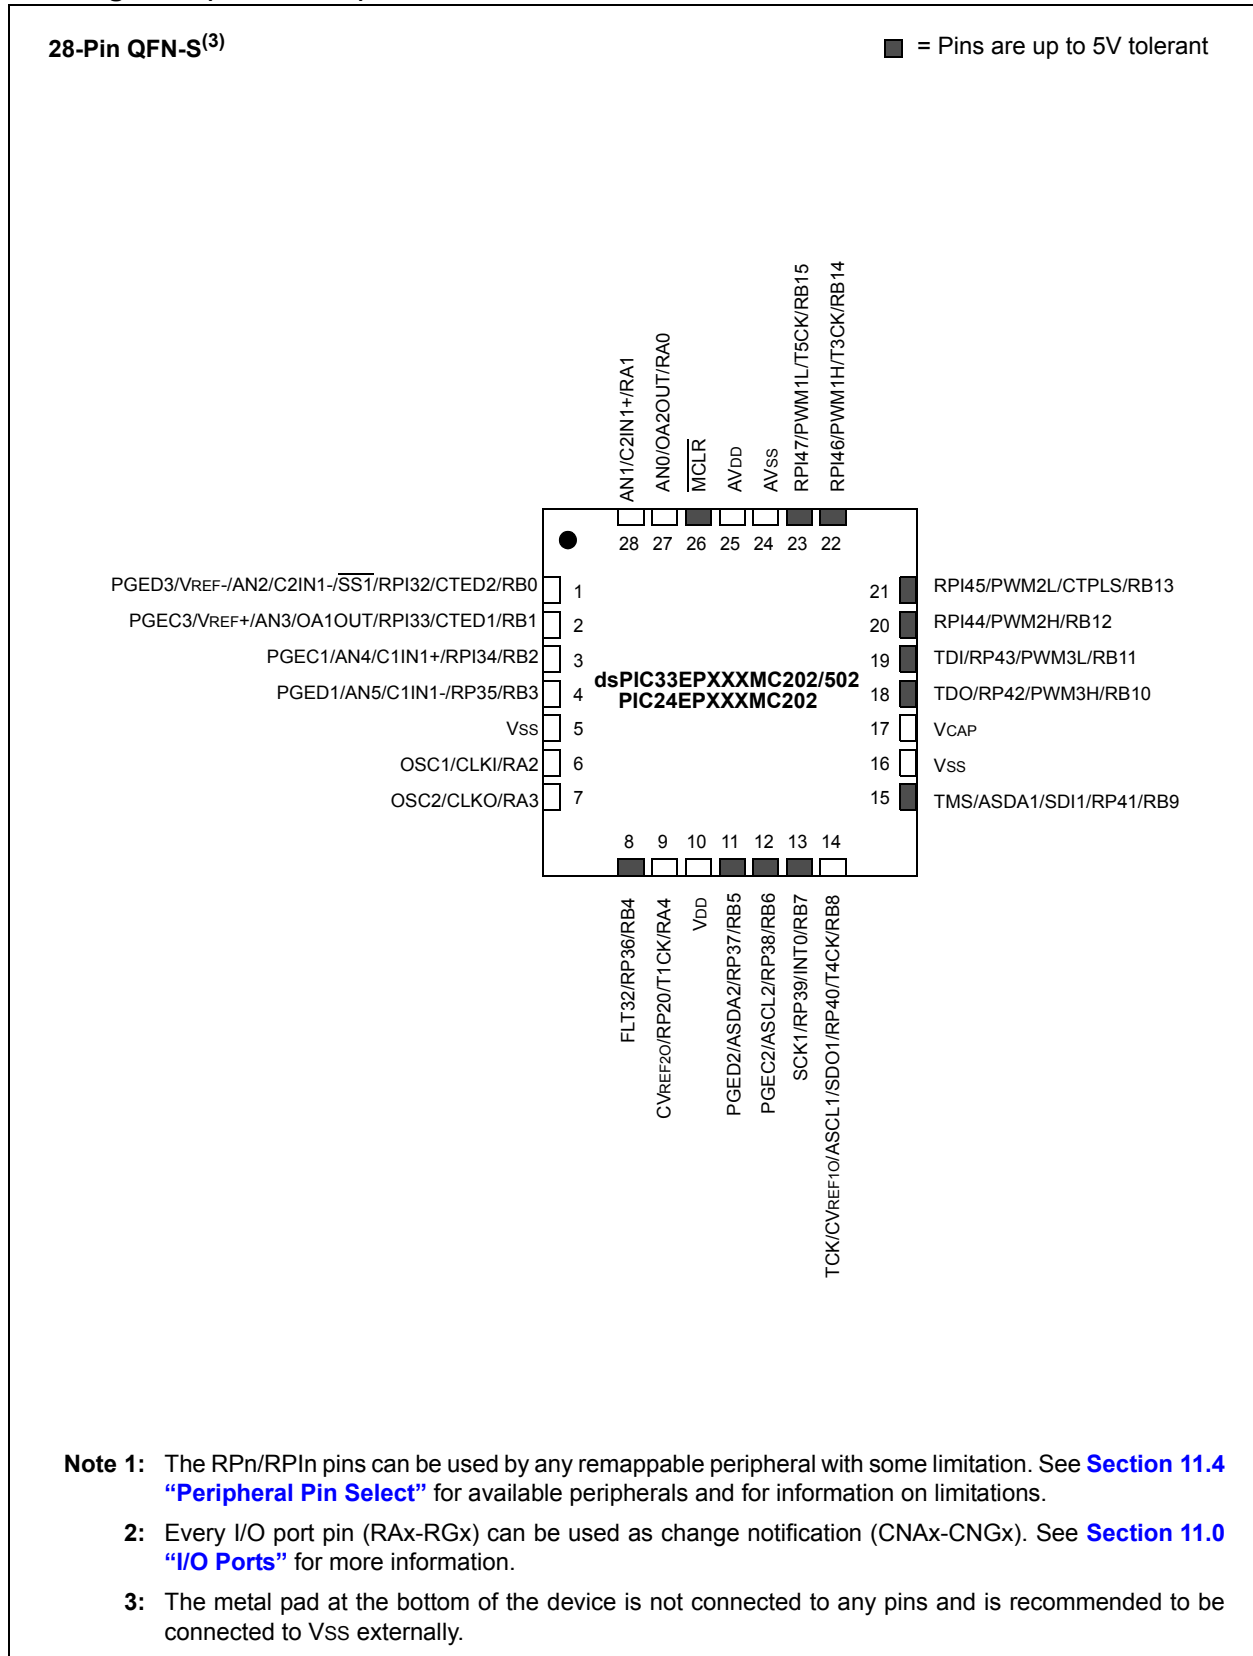 28-Pin QFN-S(3)
= Pins are up to 5V tolerant
AN1/C2IN1+/RA1
AN0/OA2OUT/RA0
MCLR
AVDD
AVSS
RPI47/PWM1L/T5CK/RB15
RPI46/PWM1H/T3CK/RB14
28 27 26 25 24 23 22
PGED3/VREF-/AN2/C2IN1-/SS1/RPI32/CTED2/RB0 1
PGEC3/VREF+/AN3/OA1OUT/RPI33/CTED1/RB1 2
PGEC1/AN4/C1IN1+/RPI34/RB2 3
PGED1/AN5/C1IN1-/RP35/RB3 4
VSS 5
OSC1/CLKI/RA2 6
OSC2/CLKO/RA3 7
dsPIC33EPXXXMC202/502
PIC24EPXXXMC202
21 RPI45/PWM2L/CTPLS/RB13
20 RPI44/PWM2H/RB12
19 TDI/RP43/PWM3L/RB11
18 TDO/RP42/PWM3H/RB10
17 VCAP
16 VSS
15 TMS/ASDA1/SDI1/RP41/RB9
8 9 10 11 12 13 14
FLT32/RP36/RB4
CVREF2O/RP20/T1CK/RA4
VDD
PGED2/ASDA2/RP37/RB5
PGEC2/ASCL2/RP38/RB6
SCK1/RP39/INT0/RB7
TCK/CVREF1O/ASCL1/SDO1/RP40/T4CK/RB8
Note 1: The RPn/RPIn pins can be used by any remappable peripheral with some limitation. See Section 11.4
“Peripheral Pin Select” for available peripherals and for information on limitations.
2: Every I/O port pin (RAx-RGx) can be used as change notification (CNAx-CNGx). See Section 11.0
“I/O Ports” for more information.
3: The metal pad at the bottom of the device is not connected to any pins and is recommended to be
connected to VSS externally.